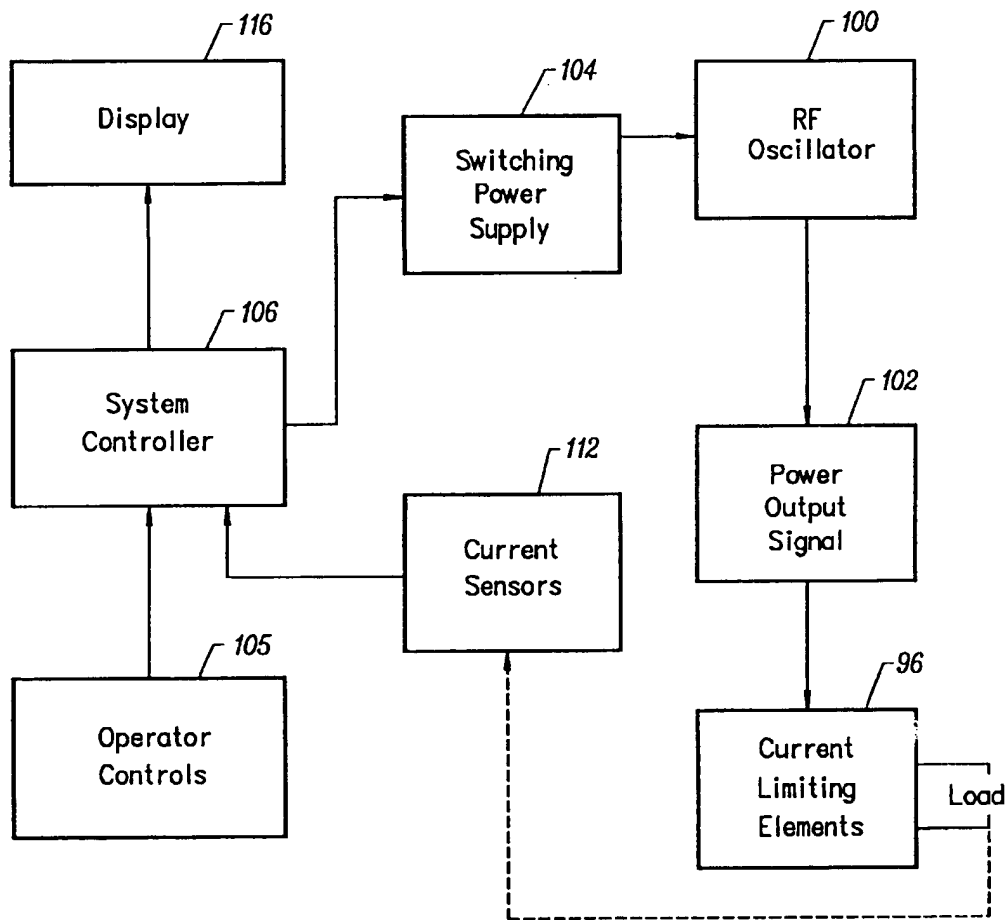 116
Display
104
Switching
Power
Supply
100
RF
Oscillator
106
System
Controller
112
Current
Sensors
102
Power
Output
Signal
105
Operator
Controls
96
Current
Limiting
Elements
Load